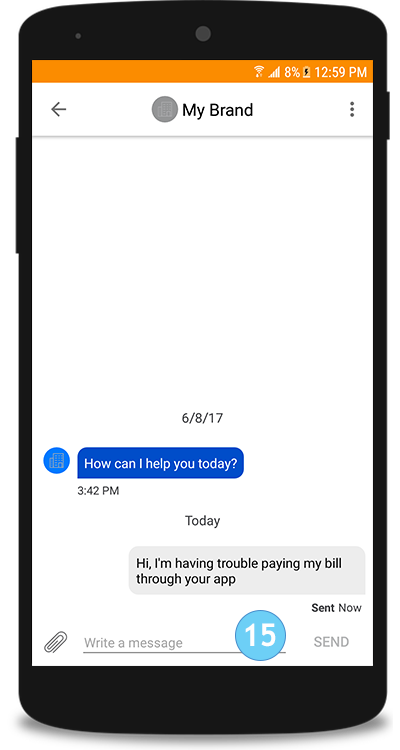 8% 12:59 PM
My Brand
6/8/17
How can I help you today?
3:42 PM
Today
Hi, I'm having trouble paying my bill
through your app
Sent Now
Write a message 15 SEND